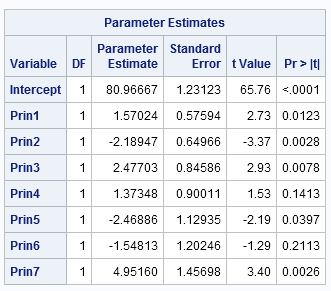 Parameter Estimates
Variable DF Parameter Estimate Standard Error t Value Pr > |t|
Intercept 1 80.96667 1.23123 65.76 <.0001
Prin1 1 1.57024 0.57594 2.73 0.0123
Prin2 1 -2.18947 0.64966 -3.37 0.0028
Prin3 1 2.47703 0.84586 2.93 0.0078
Prin4 1 1.37348 0.90011 1.53 0.1413
Prin5 1 -2.46886 1.12935 -2.19 0.0397
Prin6 1 -1.54813 1.20246 -1.29 0.2113
Prin7 1 4.95160 1.45698 3.40 0.0026